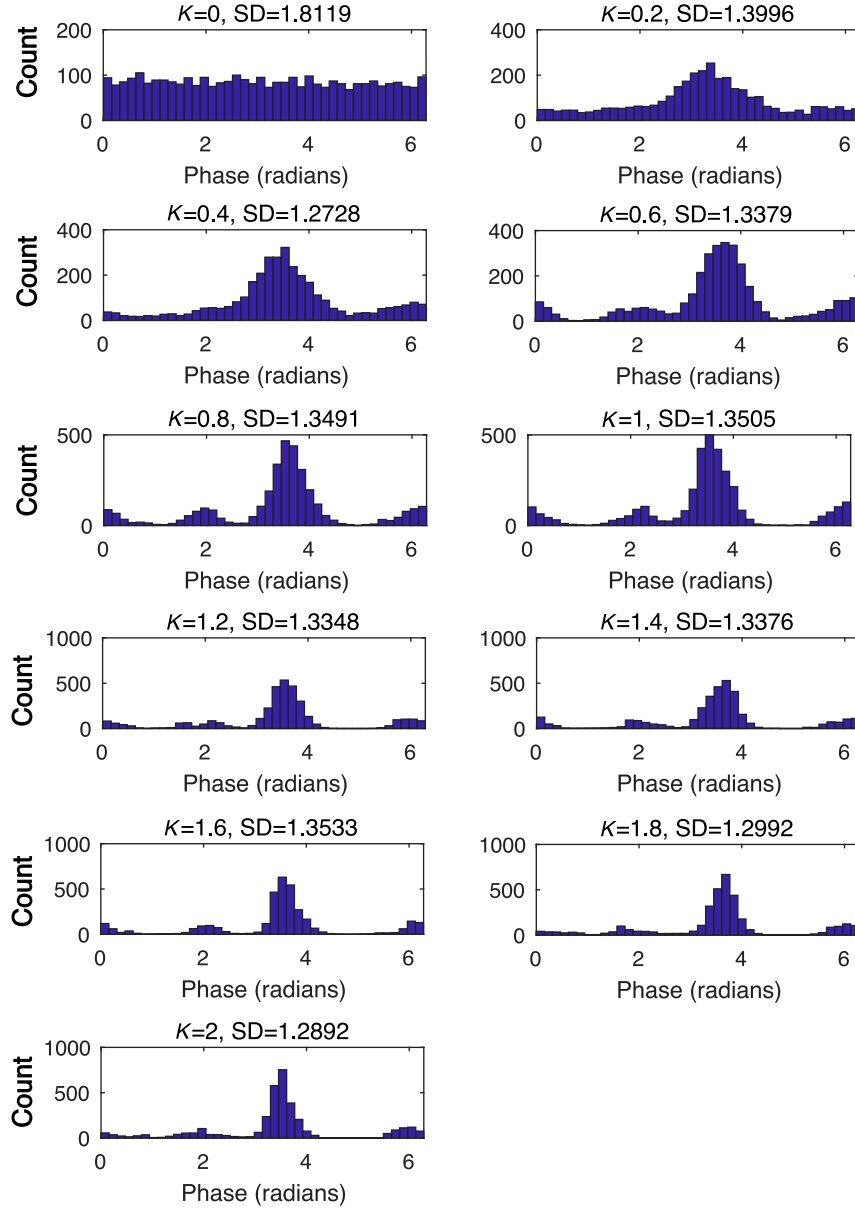 K=0, SD=1.8119
K=0.2, SD=1.3996
Count
200
100
0
400
200
0
0 2 4 6
0 2 4 6
Phase (radians)
Phase (radians)
K=0.4, SD=1.2728
K=0.6, SD=1.3379
Count
400
200
0
400
200
0
0 2 4 6
0 2 4 6
Phase (radians)
Phase (radians)
K=0.8, SD=1.3491
K=1, SD=1.3505
Count
500
0
500
0
0 2 4 6
0 2 4 6
Phase (radians)
Phase (radians)
K=1.2, SD=1.3348
K=1.4, SD=1.3376
Count
1000
500
0
1000
500
0
0 2 4 6
0 2 4 6
Phase (radians)
Phase (radians)
K=1.6, SD=1.3533
K=1.8, SD=1.2992
Count
1000
500
0
1000
500
0
0 2 4 6
0 2 4 6
Phase (radians)
Phase (radians)
K=2, SD=1.2892
Count
1000
500
0
0 2 4 6
Phase (radians)